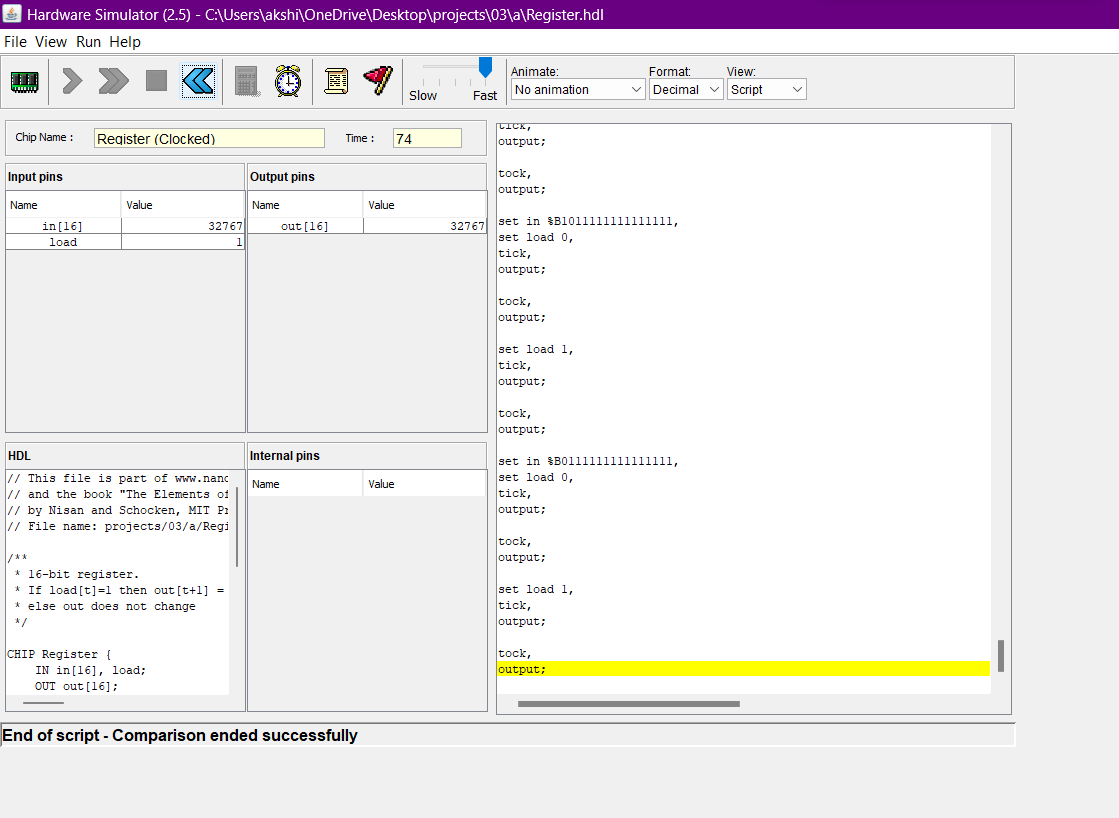 Hardware Simulator (2.5) - C:\Users\akshi\OneDrive\Desktop\projects\03\a\Register.hdl
File View Run Help
Slow Fast
Animate: Format: View:
No animation Decimal Script
Chip Name : Register (Clocked) Time : 74
Input pins
Name Value
in[16] 32767
load 1
Output pins
Name Value
out[16] 32767
HDL
// This file is part of www.nand
// and the book "The Elements of
// by Nisan and Schocken, MIT Pr
// File name: projects/03/a/Regi
/**
* 16-bit register.
* If load[t]=1 then out[t+1] =
* else out does not change
*/
CHIP Register {
IN in[16], load;
OUT out[16];
Internal pins
Name Value
tick,
output;
tock,
output;
set in %B1011111111111111,
set load 0,
tick,
output;
tock,
output;
set load 1,
tick,
output;
tock,
output;
set in %B0111111111111111,
set load 0,
tick,
output;
tock,
output;
set load 1,
tick,
output;
tock,
output;
End of script - Comparison ended successfully